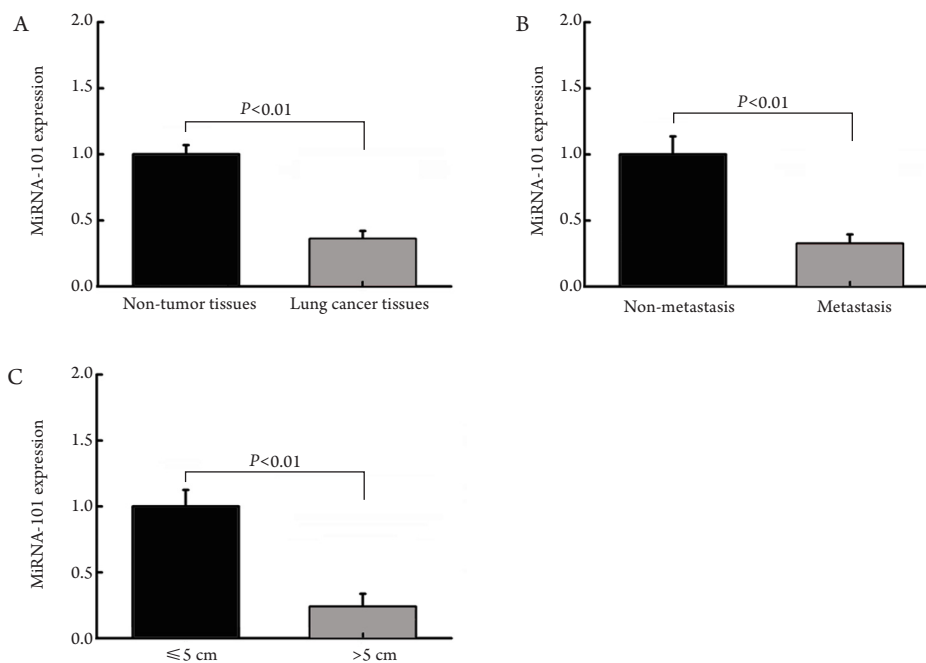 A
MiRNA-101 expression
2.0
1.5
1.0
0.5
0.0
P<0.01
Non-tumor tissues
Lung cancer tissues
B
MiRNA-101 expression
2.0
1.5
1.0
0.5
0.0
P<0.01
Non-metastasis
Metastasis
C
MiRNA-101 expression
2.0
1.5
1.0
0.5
0.0
P<0.01
≤5 cm
>5 cm